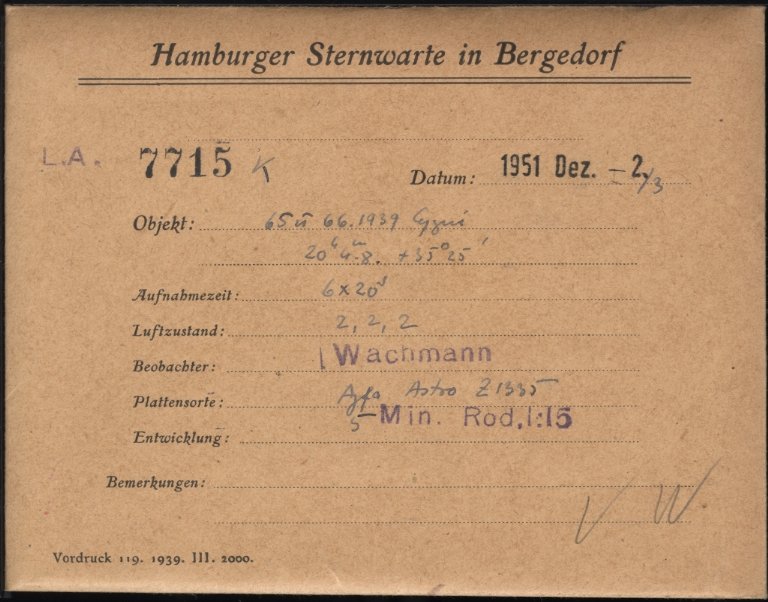 Hamburger Sternwarte in Bergedorf
L.A. 7715 K
Datum: 1951 Dez. - 2./3
Objekt: 65 u 66.1939 Cygni
20h 4m.8. +35° 25'
Aufnahmezeit: 6x20s
Luftzustand: 2, 2, 2
Beobachter: Wachmann
Plattensorte: Agfa Astro Z1335
Entwicklung: 5-Min. Rod. 1:15
Bemerkungen:
V W
Vordruck 119. 1939. III. 2000.